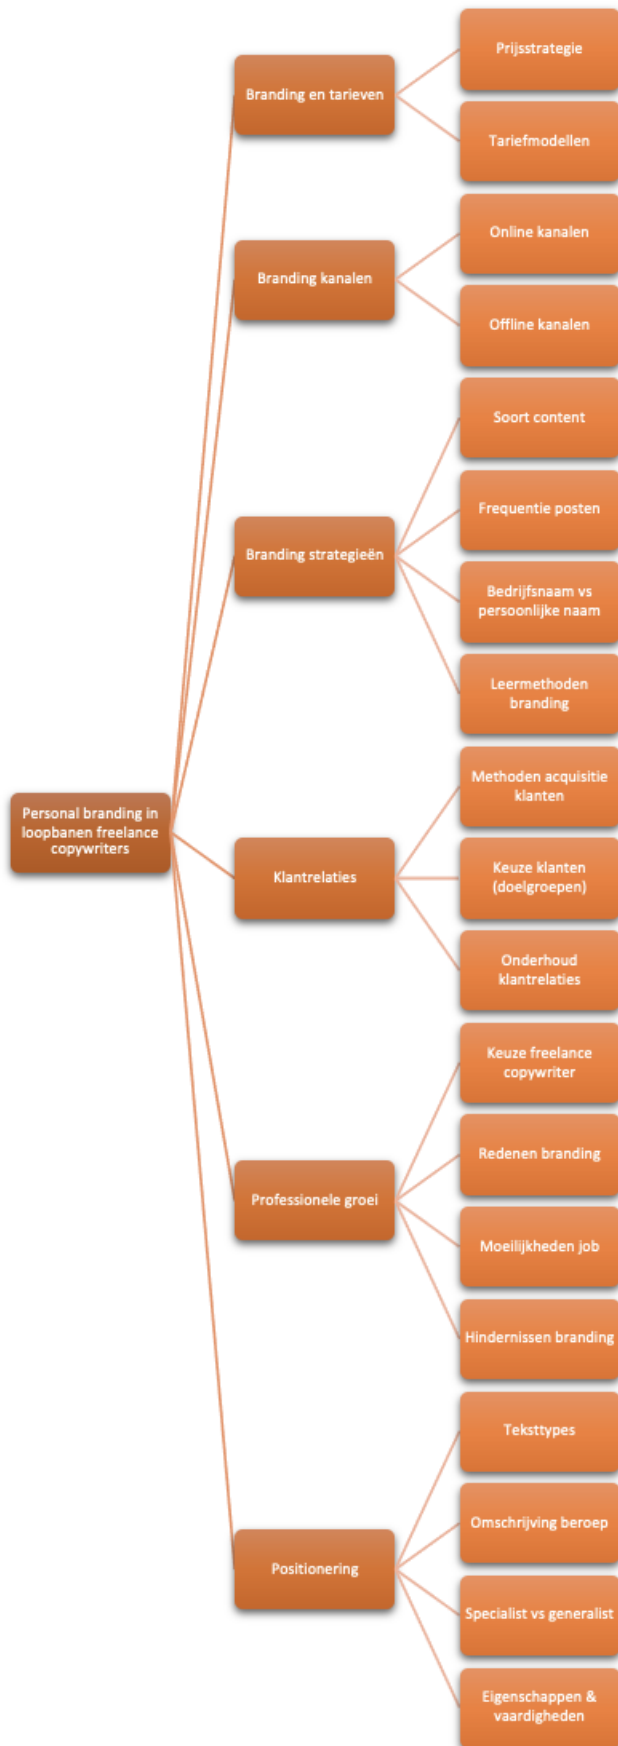 Personal branding in
loopbanen freelance
copywriters
Branding en tarieven
Prijsstrategie
Tariefmodellen
Branding kanalen
Online kanalen
Offline kanalen
Branding strategieën
Soort content
Frequentie posten
Bedrijfsnaam vs
persoonlijke naam
Leermethoden
branding
Klantrelaties
Methoden acquisitie
klanten
Keuze klanten
(doelgroepen)
Onderhoud
klantrelaties
Professionele groei
Keuze freelance
copywriter
Redenen branding
Moeilijkheden job
Hindernissen branding
Positionering
Teksttypes
Omschrijving beroep
Specialist vs generalist
Eigenschappen &
vaardigheden